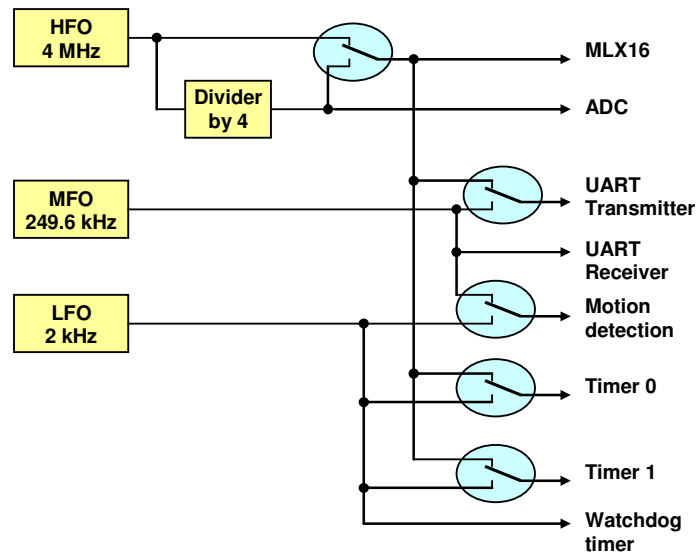 HFO
4 MHz
MLX16
Divider
by 4
ADC
MFO
249.6 kHz
UART
Transmitter
UART
Receiver
LFO
2 kHz
Motion
detection
Timer 0
Timer 1
Watchdog
timer